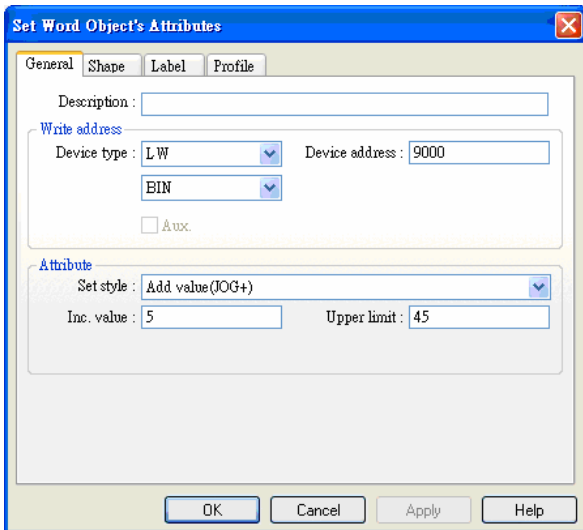 Set Word Object's Attributes
General Shape Label Profile
Description :
Write address
Device type : LW Device address : 9000
BIN
Aux.
Attribute
Set style : Add value(JOG+)
Inc. value : 5 Upper limit : 45
OK Cancel Apply Help